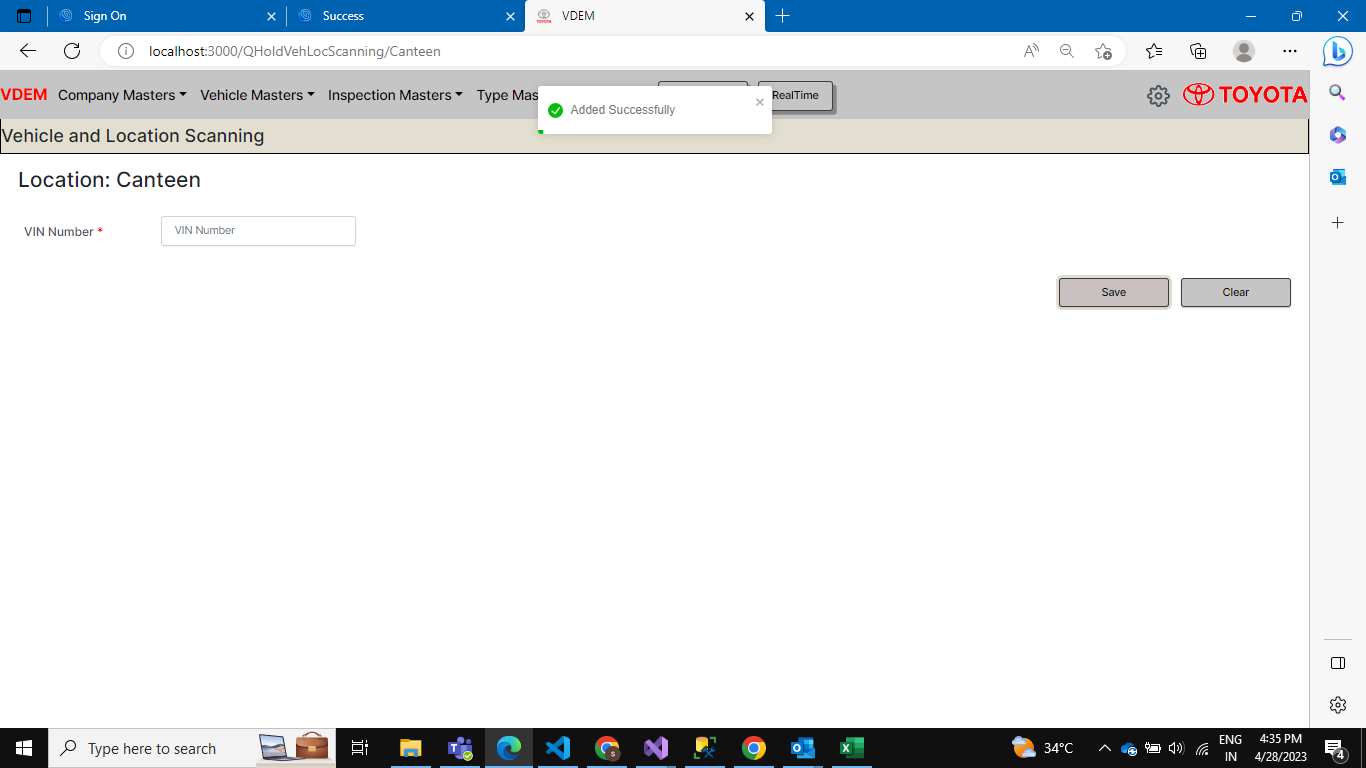 Sign On
Success
VDEM
localhost:3000/QHoldVehLocScanning/Canteen
VDEM Company Masters Vehicle Masters Inspection Masters Type Mas RealTime TOYOTA
Added Successfully
Vehicle and Location Scanning
Location: Canteen
VIN Number * VIN Number
Save Clear
Type here to search
34°C
ENG
IN
4:35 PM
4/28/2023
4